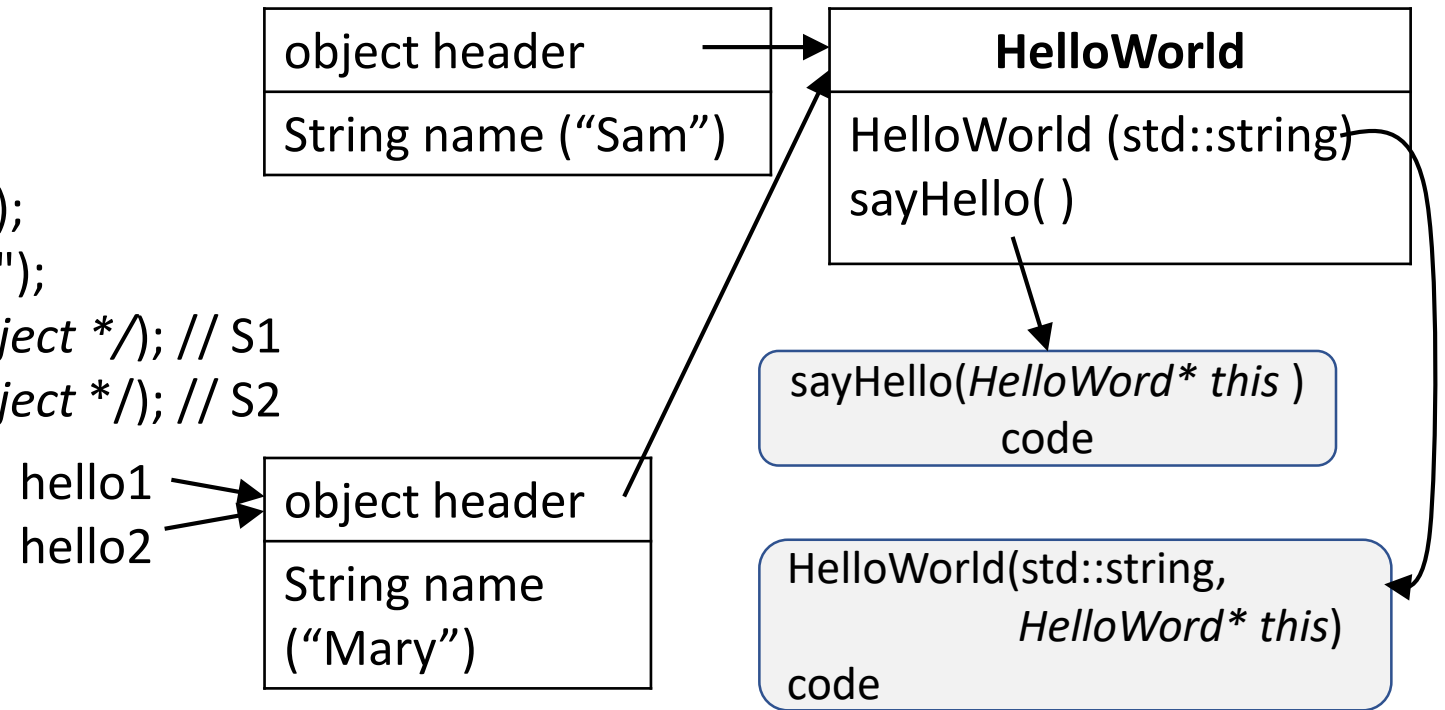 object header
String name (“Sam”)
HelloWorld
HelloWorld (std::string)
sayHello( )
);
");
ject */); // S1
ject */); // S2
hello1
hello2
object header
String name
(“Mary”)
sayHello(HelloWord* this )
code
HelloWorld(std::string,
HelloWord* this)
code